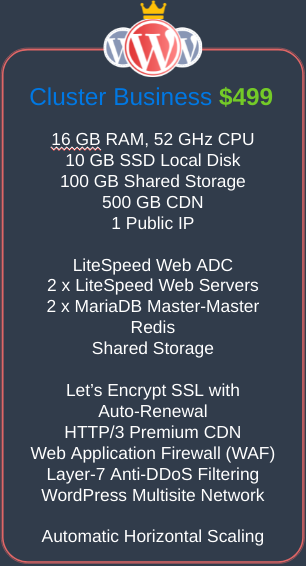 Cluster Business $499
16 GB RAM, 52 GHz CPU
10 GB SSD Local Disk
100 GB Shared Storage
500 GB CDN
1 Public IP
LiteSpeed Web ADC
2 x LiteSpeed Web Servers
2 x MariaDB Master-Master
Redis
Shared Storage
Let’s Encrypt SSL with
Auto-Renewal
HTTP/3 Premium CDN
Web Application Firewall (WAF)
Layer-7 Anti-DDoS Filtering
WordPress Multisite Network
Automatic Horizontal Scaling